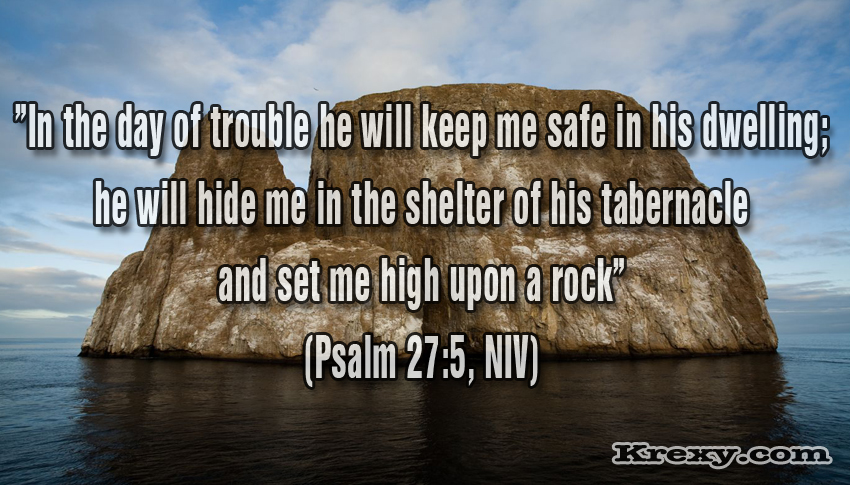 "In the day of trouble he will keep me safe in his dwelling;
he will hide me in the shelter of his tabernacle
and set me high upon a rock"
(Psalm 27:5, NIV)
Krexy.com